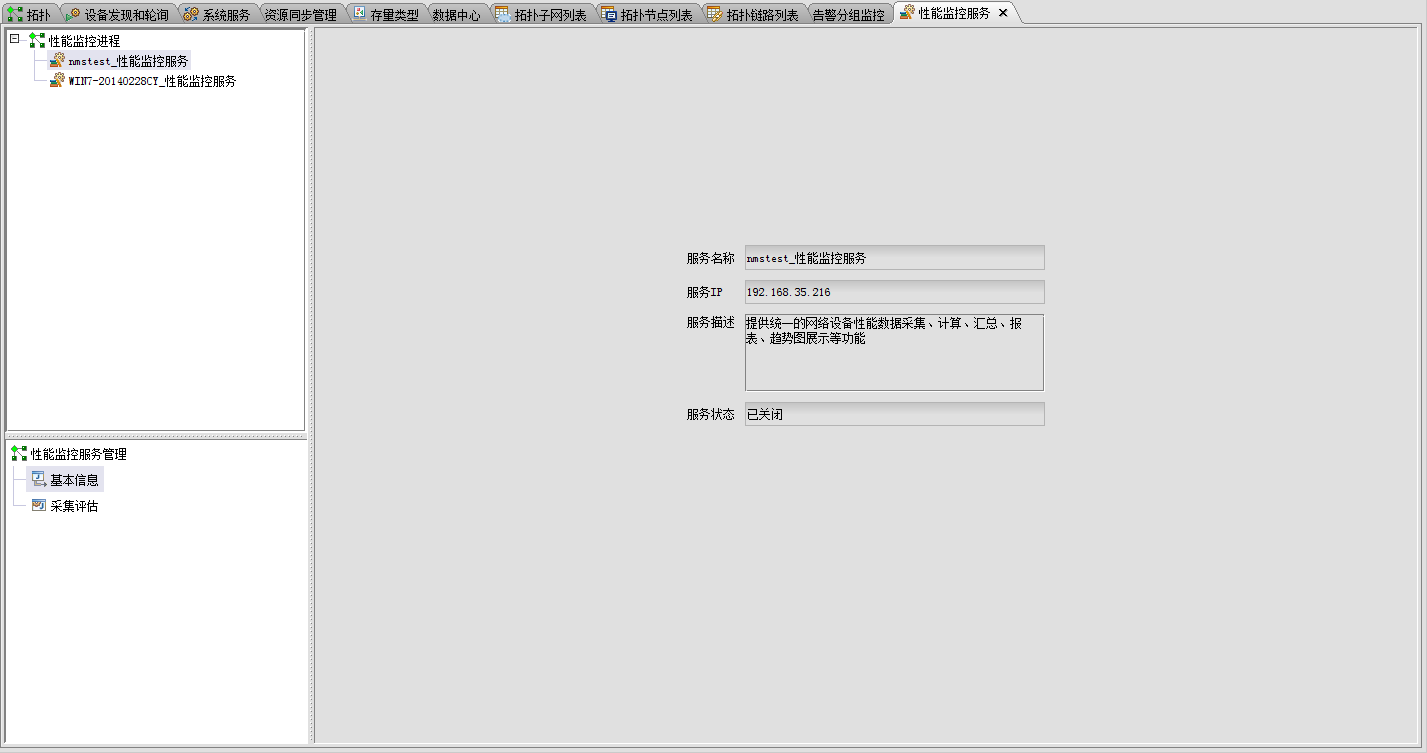 拓扑
设备发现和轮询
系统服务
资源同步管理
存量类型
数据中心
拓扑子网列表
拓扑节点列表
拓扑链路列表
告警分组监控
性能监控服务
性能监控进程
nmstest_性能监控服务
WIN7-20140228CY_性能监控服务
服务名称
nmstest_性能监控服务
服务IP
192.168.35.216
服务描述
提供统一的网络设备性能数据采集、计算、汇总、报
表、趋势图展示等功能
服务状态
已关闭
性能监控服务管理
基本信息
采集评估